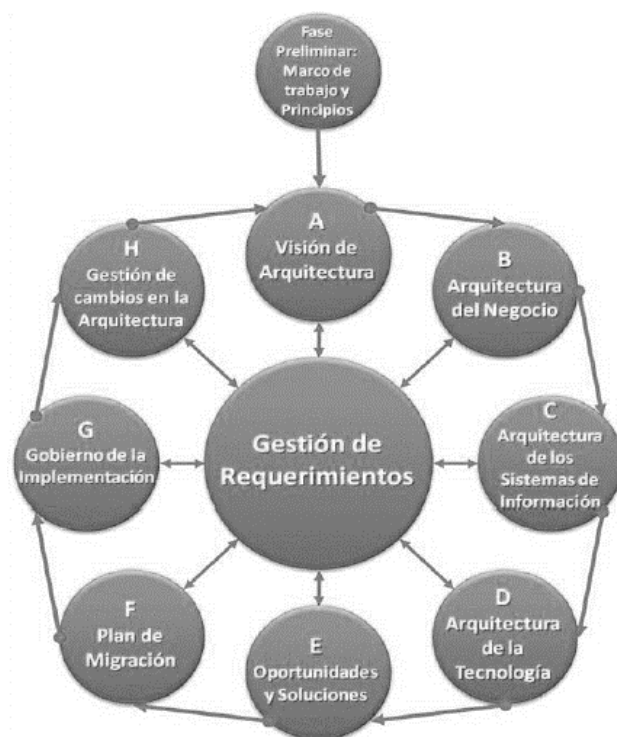 Fase
Preliminar:
Marco de
trabajo y
Principios
A
Visión de
Arquitectura
B
Arquitectura
del Negocio
C
Arquitectura
de los
Sistemas de
Información
D
Arquitectura
de la
Tecnología
E
Oportunidades
y Soluciones
F
Plan de
Migración
G
Gobierno de la
Implementación
H
Gestión de
cambios en la
Arquitectura
Gestión de
Requerimientos